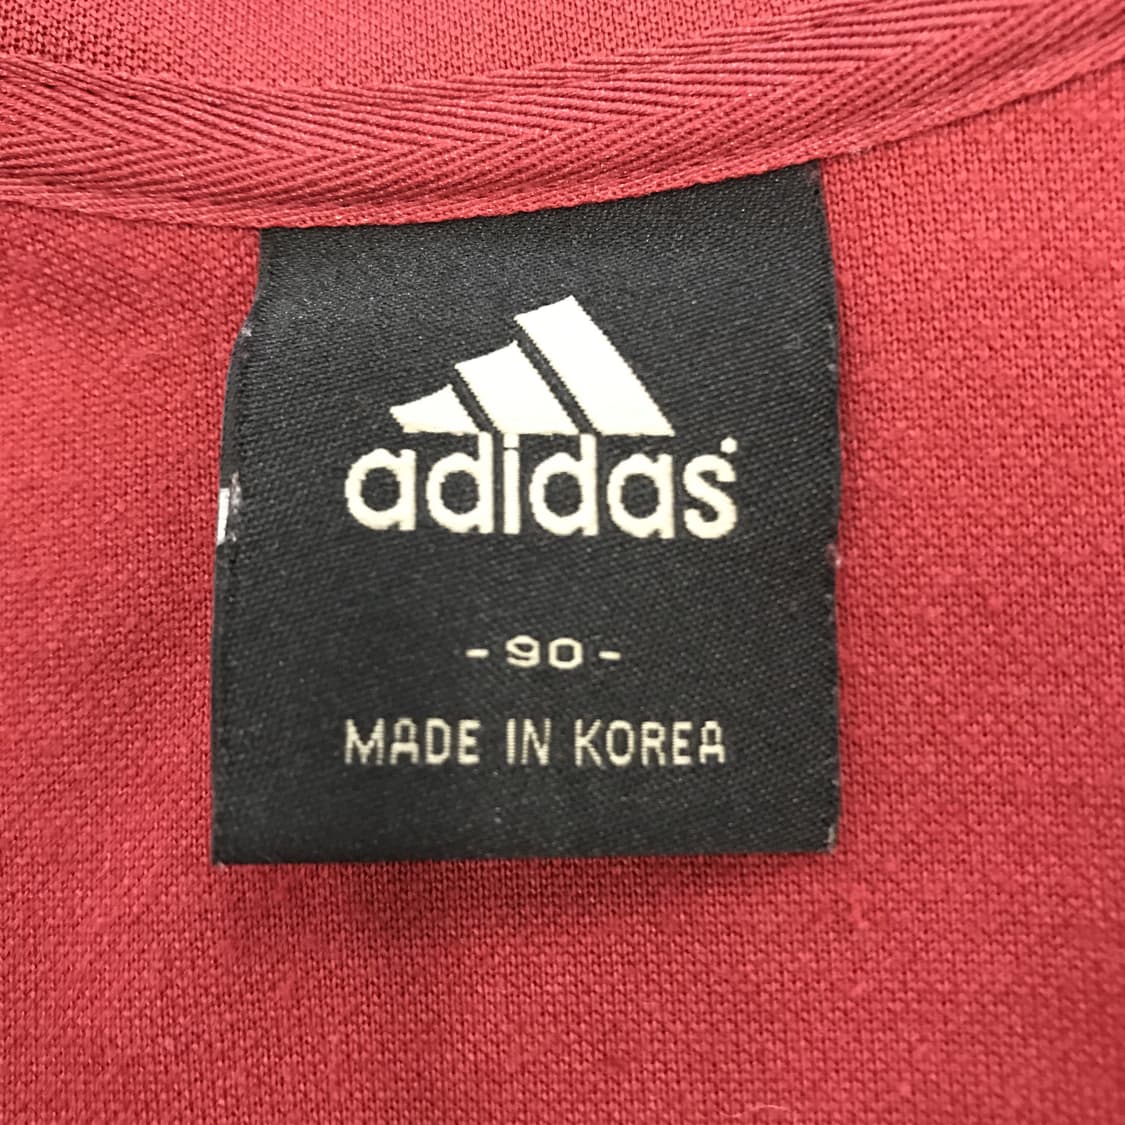 adidas
- 90 -
MADE IN KOREA